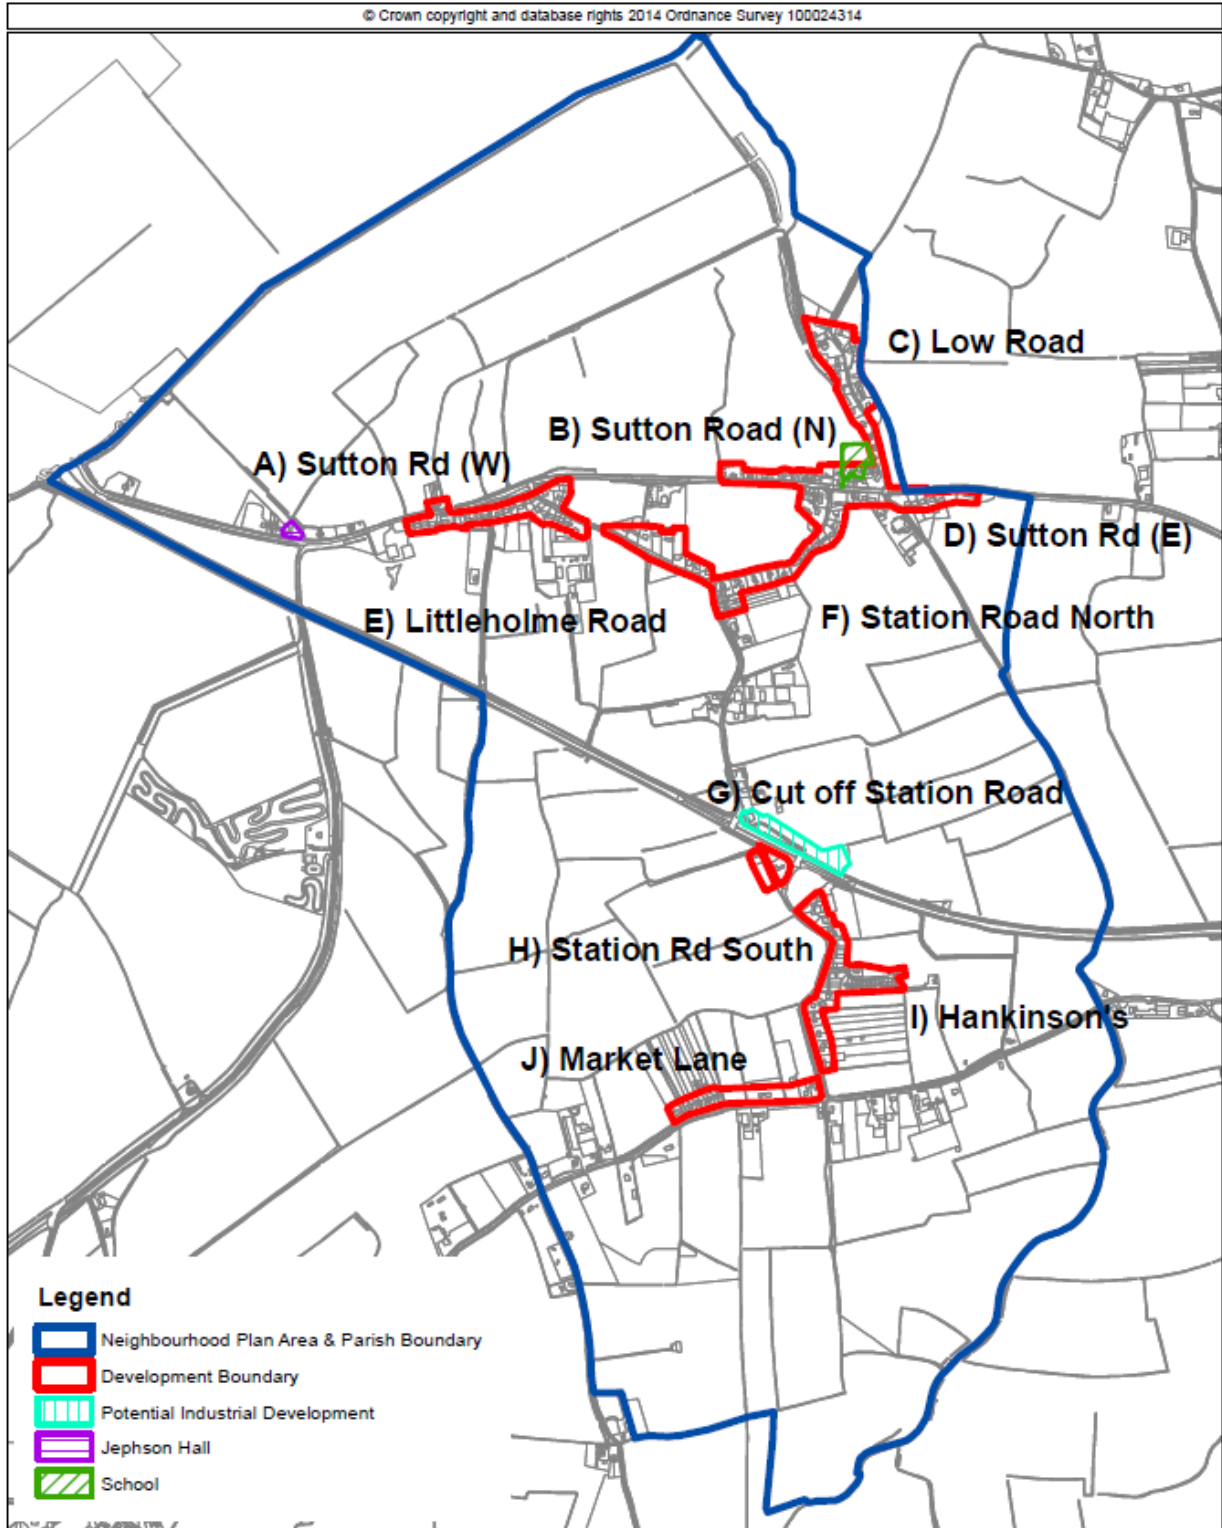 © Crown copyright and database rights 2014 Ordnance Survey 100024314
C) Low Road
B) Sutton Road (N)
A) Sutton Rd (W)
D) Sutton Rd (E)
E) Littleholme Road
F) Station Road North
G) Cut off Station Road
H) Station Rd South
I) Hankinson's
J) Market Lane
Legend
Neighbourhood Plan Area & Parish Boundary
Development Boundary
Potential Industrial Development
Jephson Hall
School